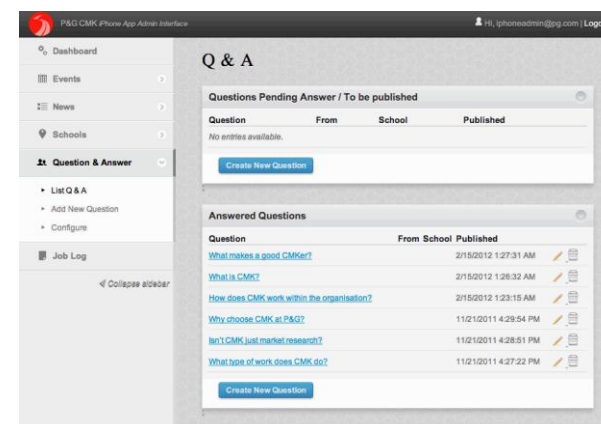 P&G CMK iPhone App Admin Interface
Hi, iphoneadmin@pg.com | Logo
Dashboard
Events
News
Schools
Question & Answer
List Q & A
Add New Question
Configure
Job Log
Collapse sidebar
Q & A
Questions Pending Answer / To be published
Question From School Published
No entries available.
Create New Question
Answered Questions
Question From School Published
What makes a good CMKer? 2/15/2012 1:27:31 AM
What is CMK? 2/15/2012 1:26:32 AM
How does CMK work within the organisation? 2/15/2012 1:23:15 AM
Why choose CMK at P&G? 11/21/2011 4:29:54 PM
Isn't CMK just market research? 11/21/2011 4:28:51 PM
What type of work does CMK do? 11/21/2011 4:27:22 PM
Create New Question